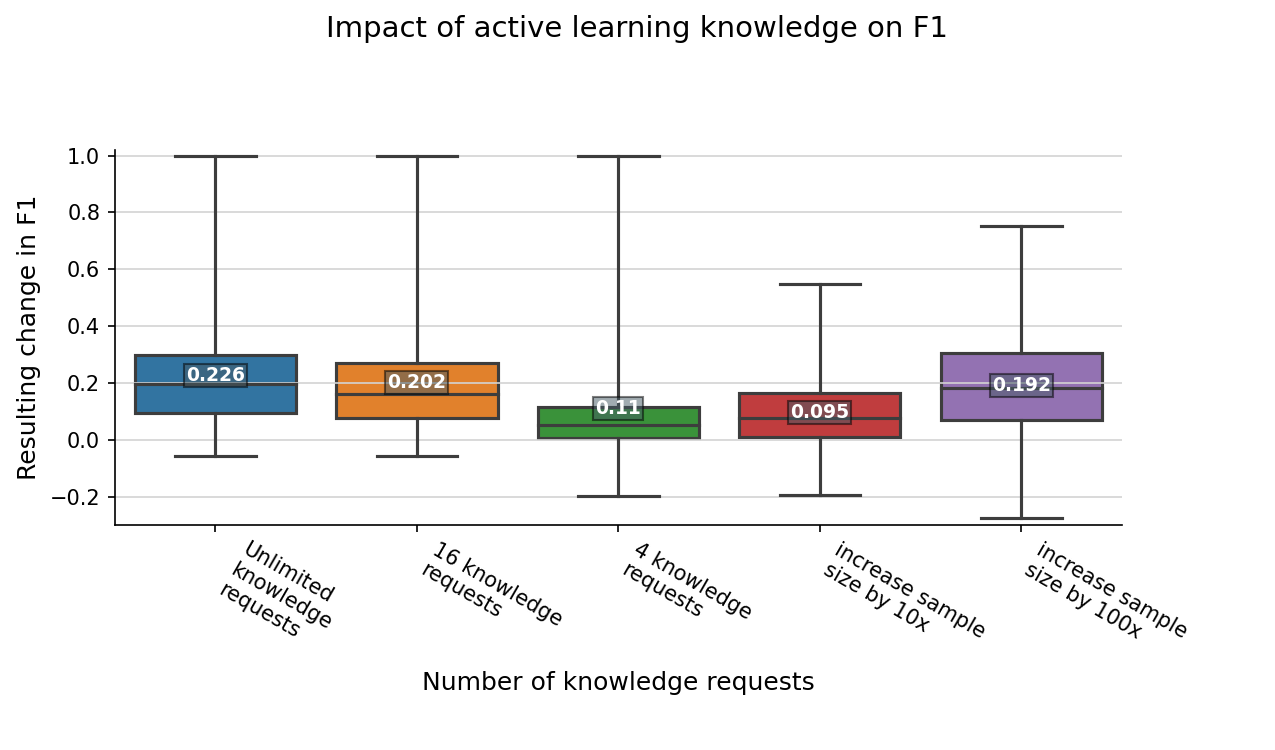 Impact of active learning knowledge on F1
Resulting change in F1
1.0
0.8
0.6
0.4
0.2
0.0
−0.2
0.226
0.202
0.11
0.095
0.192
Unlimited
knowledge
requests
16 knowledge
requests
4 knowledge
requests
increase sample
size by 10x
increase sample
size by 100x
Number of knowledge requests